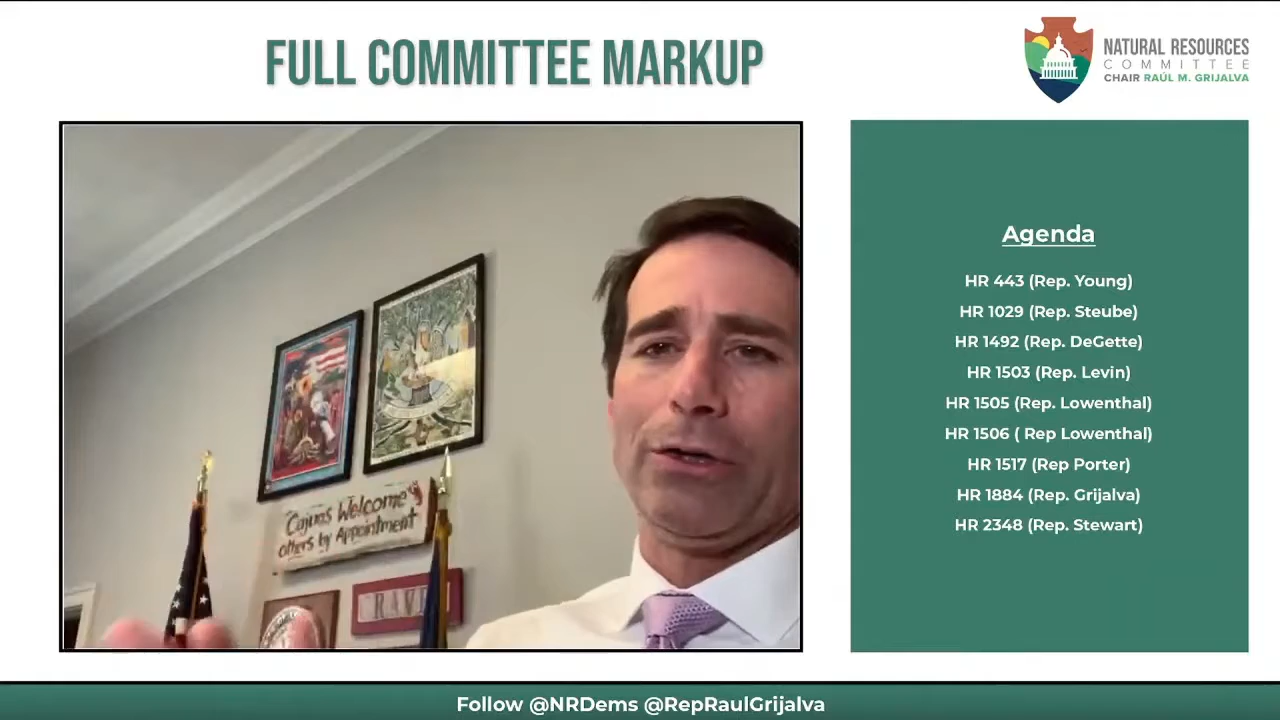 FULL COMMITTEE MARKUP
NATURAL RESOURCES
COMMITTEE
CHAIR RAÚL M. GRIJALVA
Agenda
HR 443 (Rep. Young)
HR 1029 (Rep. Steube)
HR 1492 (Rep. DeGette)
HR 1503 (Rep. Levin)
HR 1505 (Rep. Lowenthal)
HR 1506 ( Rep Lowenthal)
HR 1517 (Rep Porter)
HR 1884 (Rep. Grijalva)
HR 2348 (Rep. Stewart)
Cajuns Welcome
others by Appointment
Follow @NRDems @RepRaulGrijalva